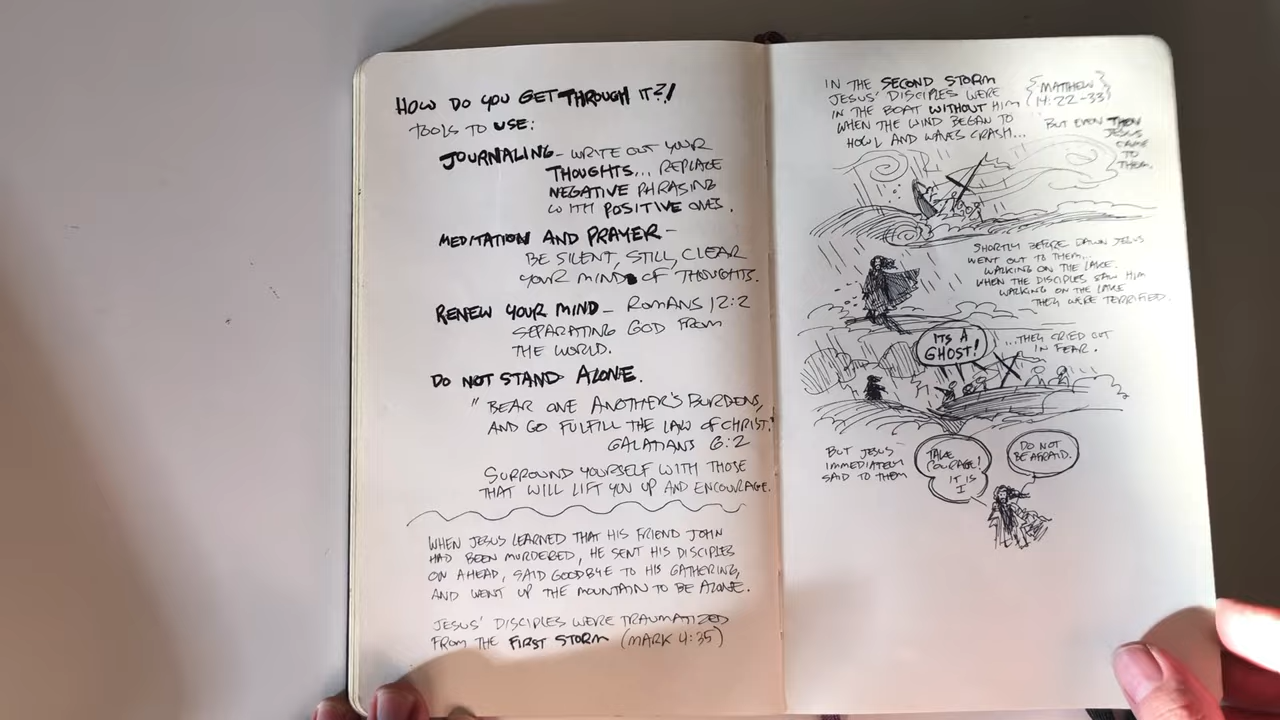 HOW DO YOU GET THROUGH IT?!
TOOLS TO USE:
JOURNALING - WRITE OUT YOUR
THOUGHTS... REPLACE
NEGATIVE PHRASING
WITH POSITIVE ONES.
MEDITATION AND PRAYER -
BE SILENT, STILL, CLEAR
YOUR MIND OF THOUGHTS.
RENEW YOUR MIND - ROMANS 12:2
SEPARATING GOD FROM
THE WORLD.
DO NOT STAND ALONE.
"BEAR ONE ANOTHER'S BURDENS,
AND GO FULFILL THE LAW OF CHRIST."
GALATIANS 6:2
SURROUND YOURSELF WITH THOSE
THAT WILL LIFT YOU UP AND ENCOURAGE.
WHEN JESUS LEARNED THAT HIS FRIEND JOHN
HAD BEEN MURDERED, HE SENT HIS DISCIPLES
ON AHEAD, SAID GOODBYE TO HIS GATHERING,
AND WENT UP THE MOUNTAIN TO BE ALONE.
JESUS' DISCIPLES WERE TRAUMATIZED
FROM THE FIRST STORM (MARK 4:35)
IN THE SECOND STORM
JESUS' DISCIPLES WERE
IN THE BOAT WITHOUT HIM
WHEN THE WIND BEGAN TO
HOWL AND WAVES CRASH...
{MATTHEW
14:22-33}
BUT EVEN THEN
JESUS
CAME
TO
THEM.
SHORTLY BEFORE DAWN JESUS
WENT OUT TO THEM...
WALKING ON THE LAKE.
WHEN THE DISCIPLES SAW HIM
WALKING ON THE LAKE
THEY WERE TERRIFIED.
ITS A
GHOST!
...THEY CRIED OUT
IN FEAR.
BUT JESUS
IMMEDIATELY
SAID TO THEM
TAKE
COURAGE!
IT IS
I
DO NOT
BE AFRAID.